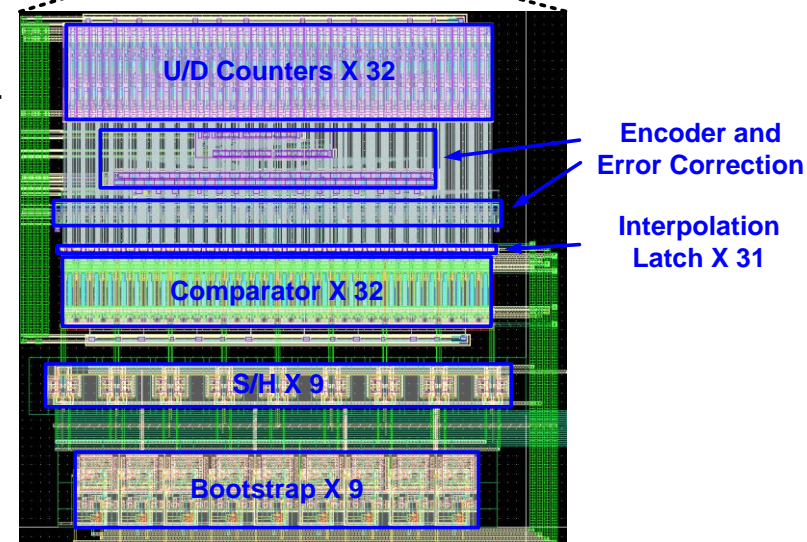 U/D Counters X 32
Encoder and
Error Correction
Interpolation
Latch X 31
Comparator X 32
S/H X 9
Bootstrap X 9